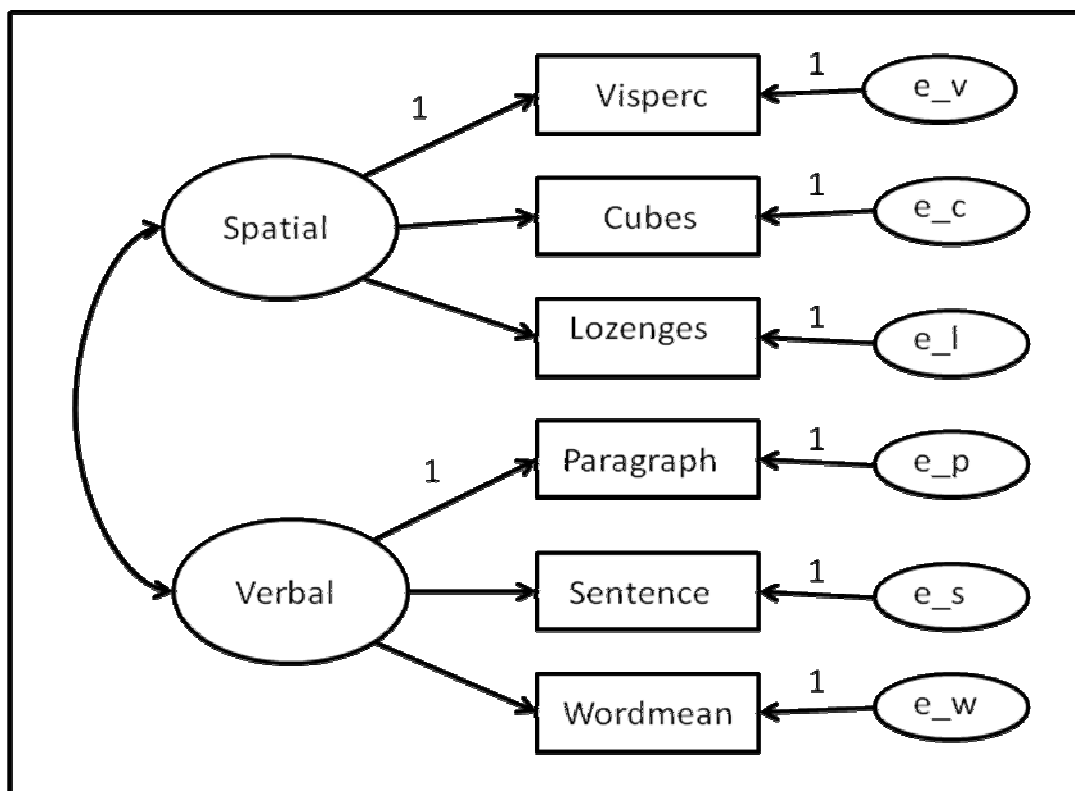 1
Visperc
1
e_v
Spatial
Cubes
1
e_c
Lozenges
1
e_l
1
Paragraph
1
e_p
Verbal
Sentence
1
e_s
Wordmean
1
e_w